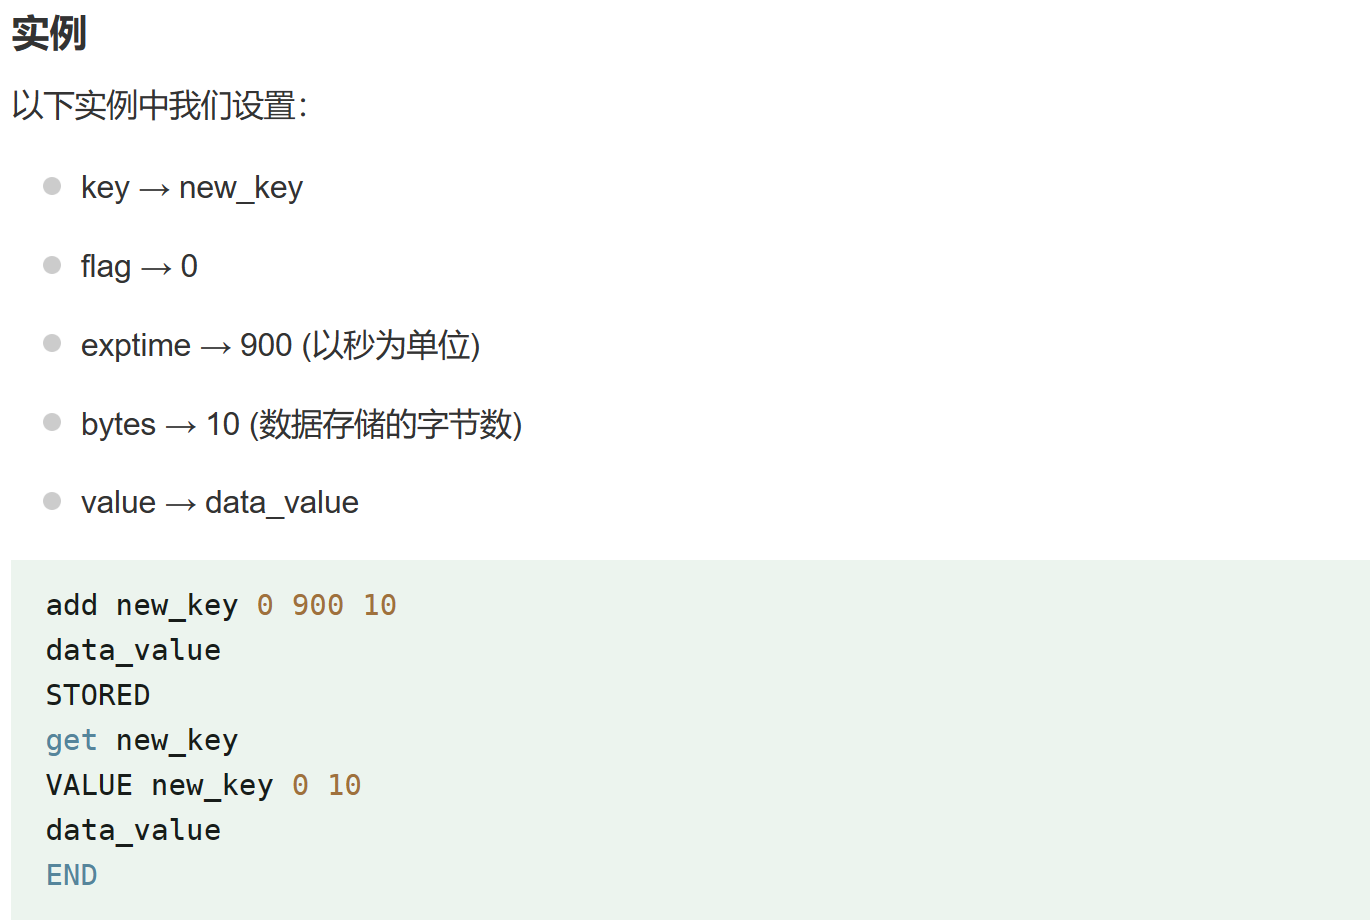 实例
以下实例中我们设置：
key → new_key
flag → 0
exptime → 900 (以秒为单位)
bytes → 10 (数据存储的字节数)
value → data_value
add new_key 0 900 10
data_value
STORED
get new_key
VALUE new_key 0 10
data_value
END